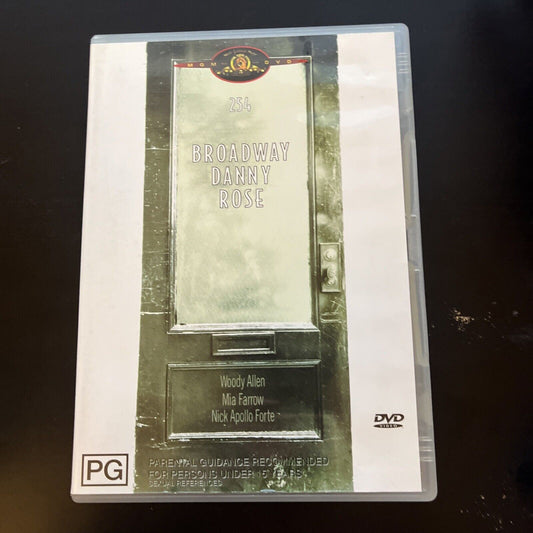 MGM DVD
254
BROADWAY
DANNY
ROSE
Woody Allen
Mia Farrow
Nick Apollo Forte
DVD
VIDEO
PG
PARENTAL GUIDANCE RECOMMENDED
FOR PERSONS UNDER 15 YEARS
SEXUAL REFERENCES